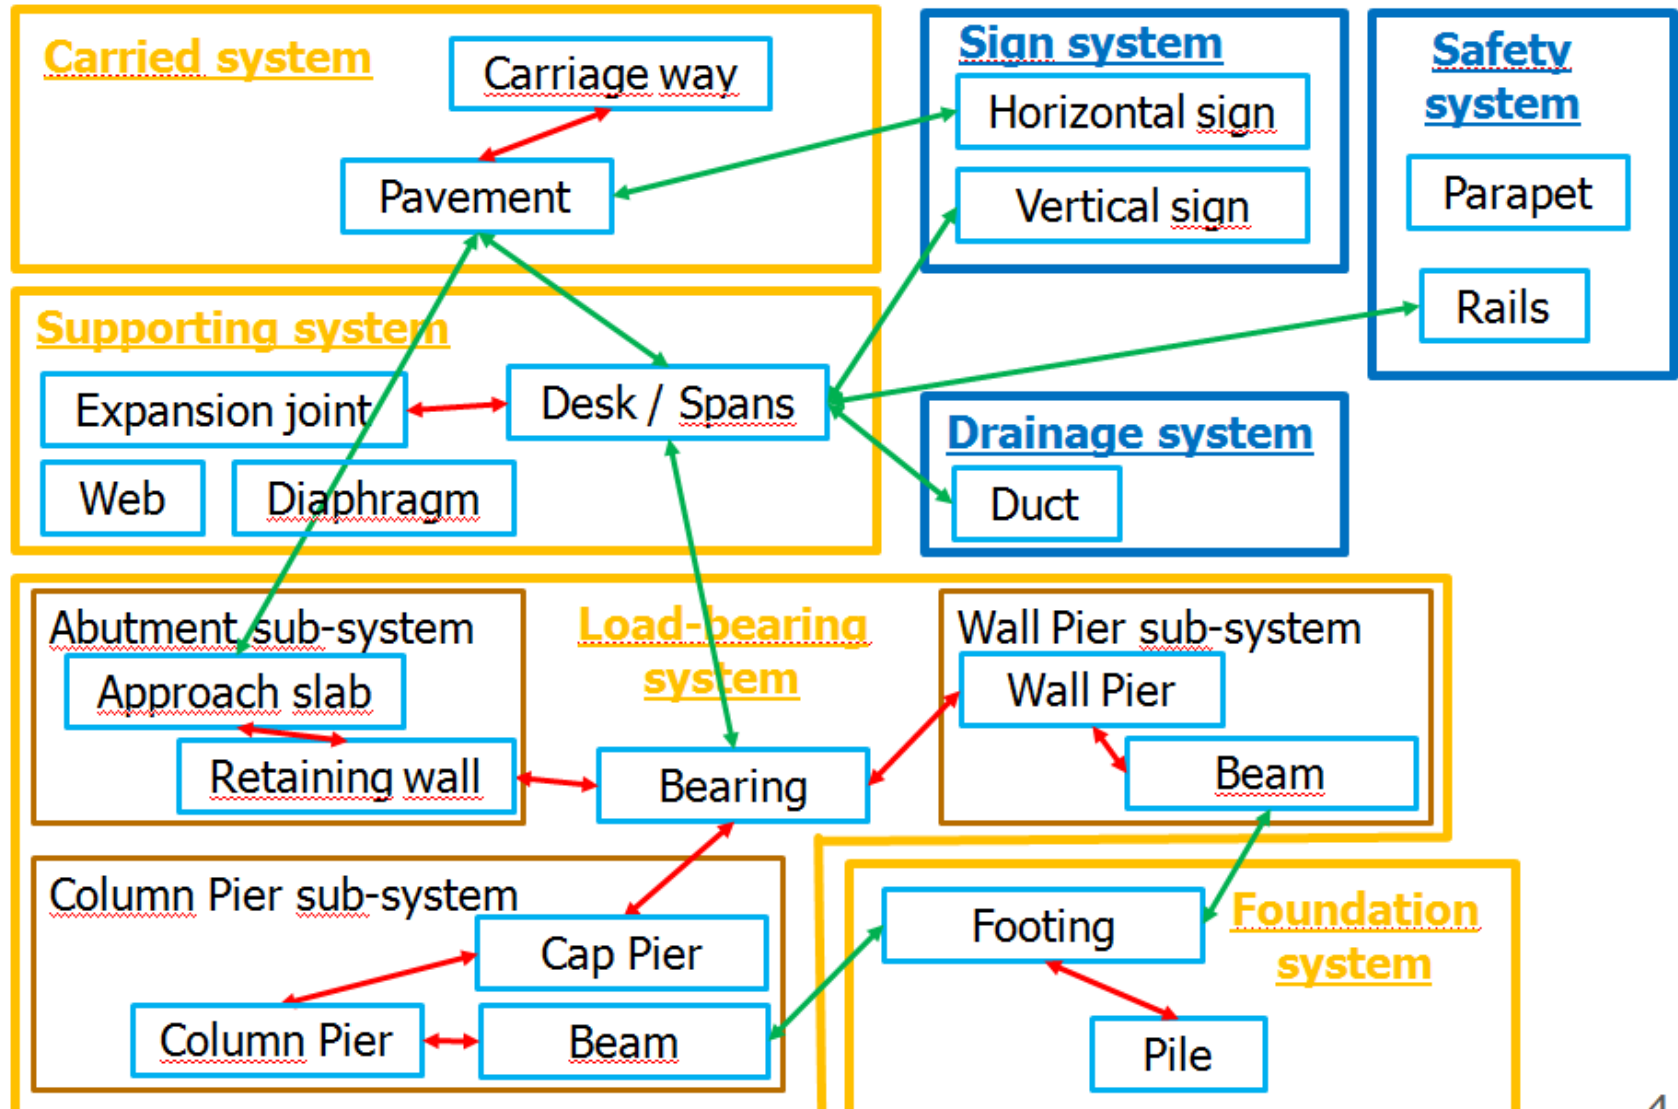 Carried system
Carriage way
Pavement
Sign system
Horizontal sign
Vertical sign
Safety
system
Parapet
Rails
Supporting system
Expansion joint
Desk / Spans
Web
Diaphragm
Drainage system
Duct
Load-bearing
system
Abutment sub-system
Approach slab
Retaining wall
Bearing
Wall Pier sub-system
Wall Pier
Beam
Column Pier sub-system
Cap Pier
Column Pier
Beam
Foundation
system
Footing
Pile